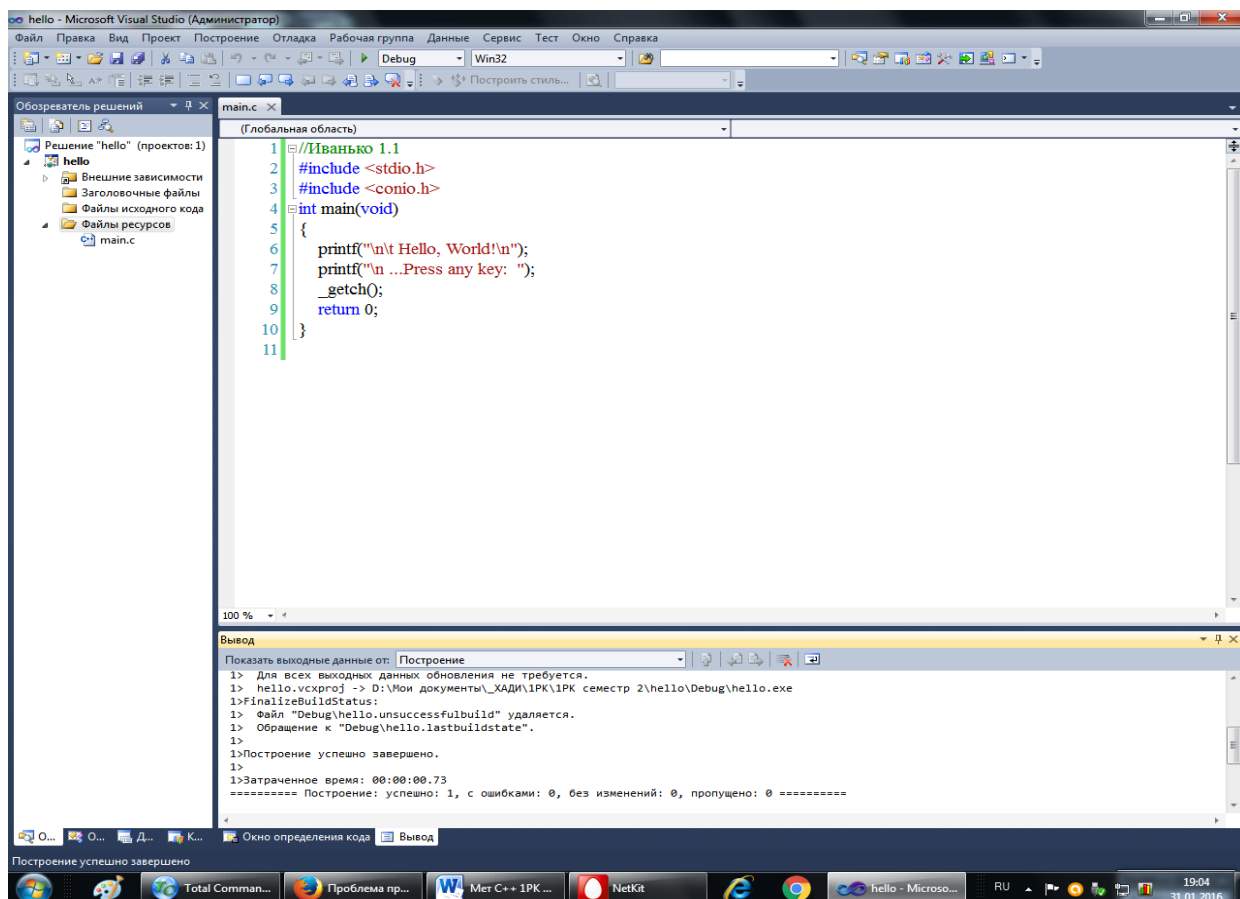 hello - Microsoft Visual Studio (Администратор)
Файл Правка Вид Проект Построение Отладка Рабочая группа Данные Сервис Тест Окно Справка
Debug Win32
Построить стиль...
Обозреватель решений
main.c
(Глобальная область)
Решение "hello" (проектов: 1)
hello
Внешние зависимости
Заголовочные файлы
Файлы исходного кода
Файлы ресурсов
main.c
1 //Иванько 1.1
2 #include <stdio.h>
3 #include <conio.h>
4 int main(void)
5 {
6 printf("\n\t Hello, World!\n");
7 printf("\n ...Press any key:  ");
8 _getch();
9 return 0;
10 }
11
100 %
Вывод
Показать выходные данные от: Построение
1> Для всех выходных данных обновления не требуется.
1> hello.vcxproj -> D:\Мои документы\_ХАДИ\1РК\1РК семестр 2\hello\Debug\hello.exe
1>FinalizeBuildStatus:
1> Файл "Debug\hello.unsuccessfulbuild" удаляется.
1> Обращение к "Debug\hello.lastbuildstate".
1>
1>Построение успешно завершено.
1>
1>Затраченное время: 00:00:00.73
========== Построение: успешно: 1, с ошибками: 0, без изменений: 0, пропущено: 0 ==========
О... О... Д... К... Окно определения кода Вывод
Построение успешно завершено
Total Comman... Проблема пр... Мет С++ 1РК ... NetKit hello - Microso... RU 19:04
31.01.2016